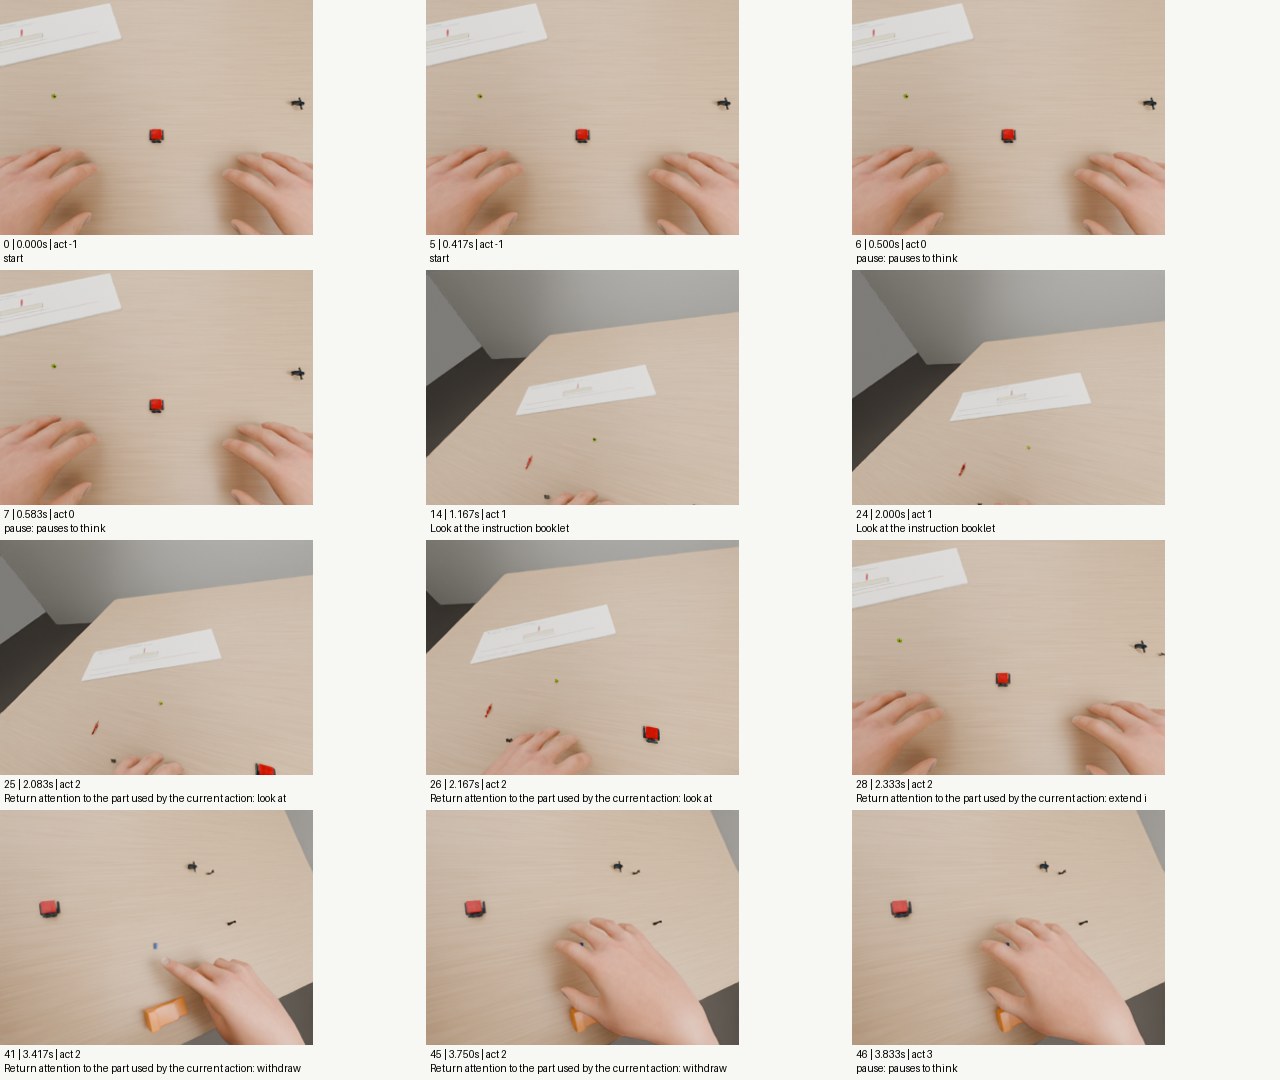 0 | 0.000s | act -1
start
5 | 0.417s | act -1
start
6 | 0.500s | act 0
pause: pauses to think
7 | 0.583s | act 0
pause: pauses to think
14 | 1.167s | act 1
Look at the instruction booklet
24 | 2.000s | act 1
Look at the instruction booklet
25 | 2.083s | act 2
Return attention to the part used by the current action: look at
26 | 2.167s | act 2
Return attention to the part used by the current action: look at
28 | 2.333s | act 2
Return attention to the part used by the current action: extend i
41 | 3.417s | act 2
Return attention to the part used by the current action: withdraw
45 | 3.750s | act 2
Return attention to the part used by the current action: withdraw
46 | 3.833s | act 3
pause: pauses to think